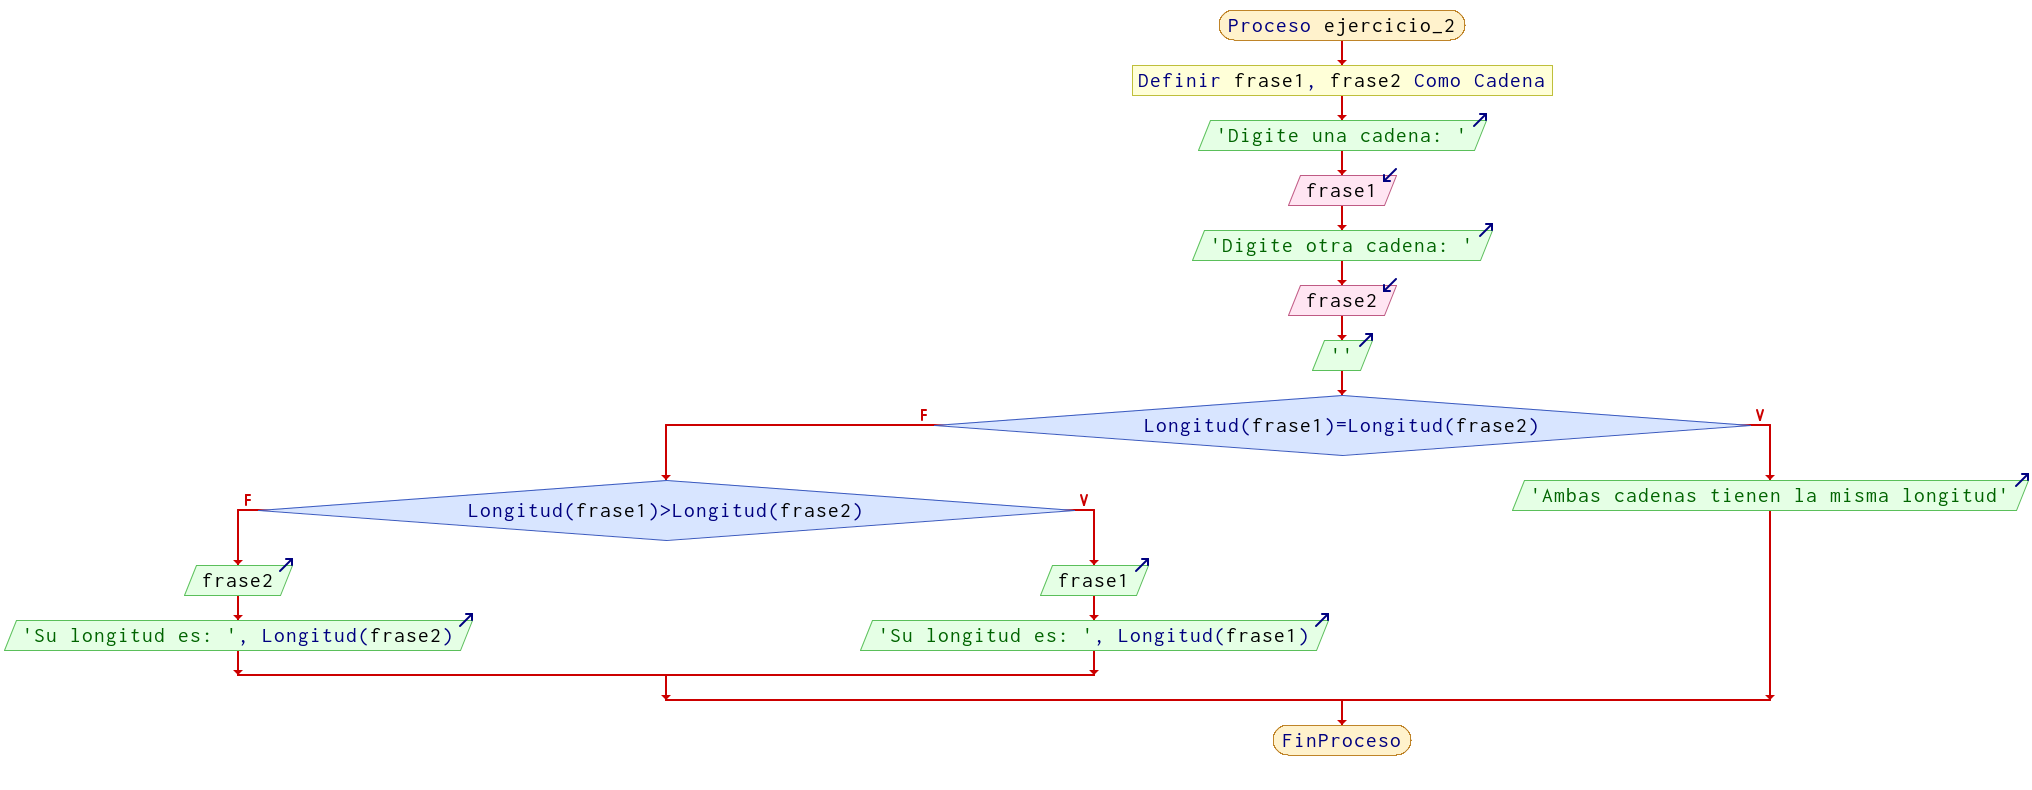 Proceso ejercicio_2
Definir frase1, frase2 Como Cadena
'Digite una cadena: '
frase1
'Digite otra cadena: '
frase2
''
F
V
Longitud(frase1)=Longitud(frase2)
F
V
Longitud(frase1)>Longitud(frase2)
'Ambas cadenas tienen la misma longitud'
frase2
frase1
'Su longitud es: ', Longitud(frase2)
'Su longitud es: ', Longitud(frase1)
FinProceso